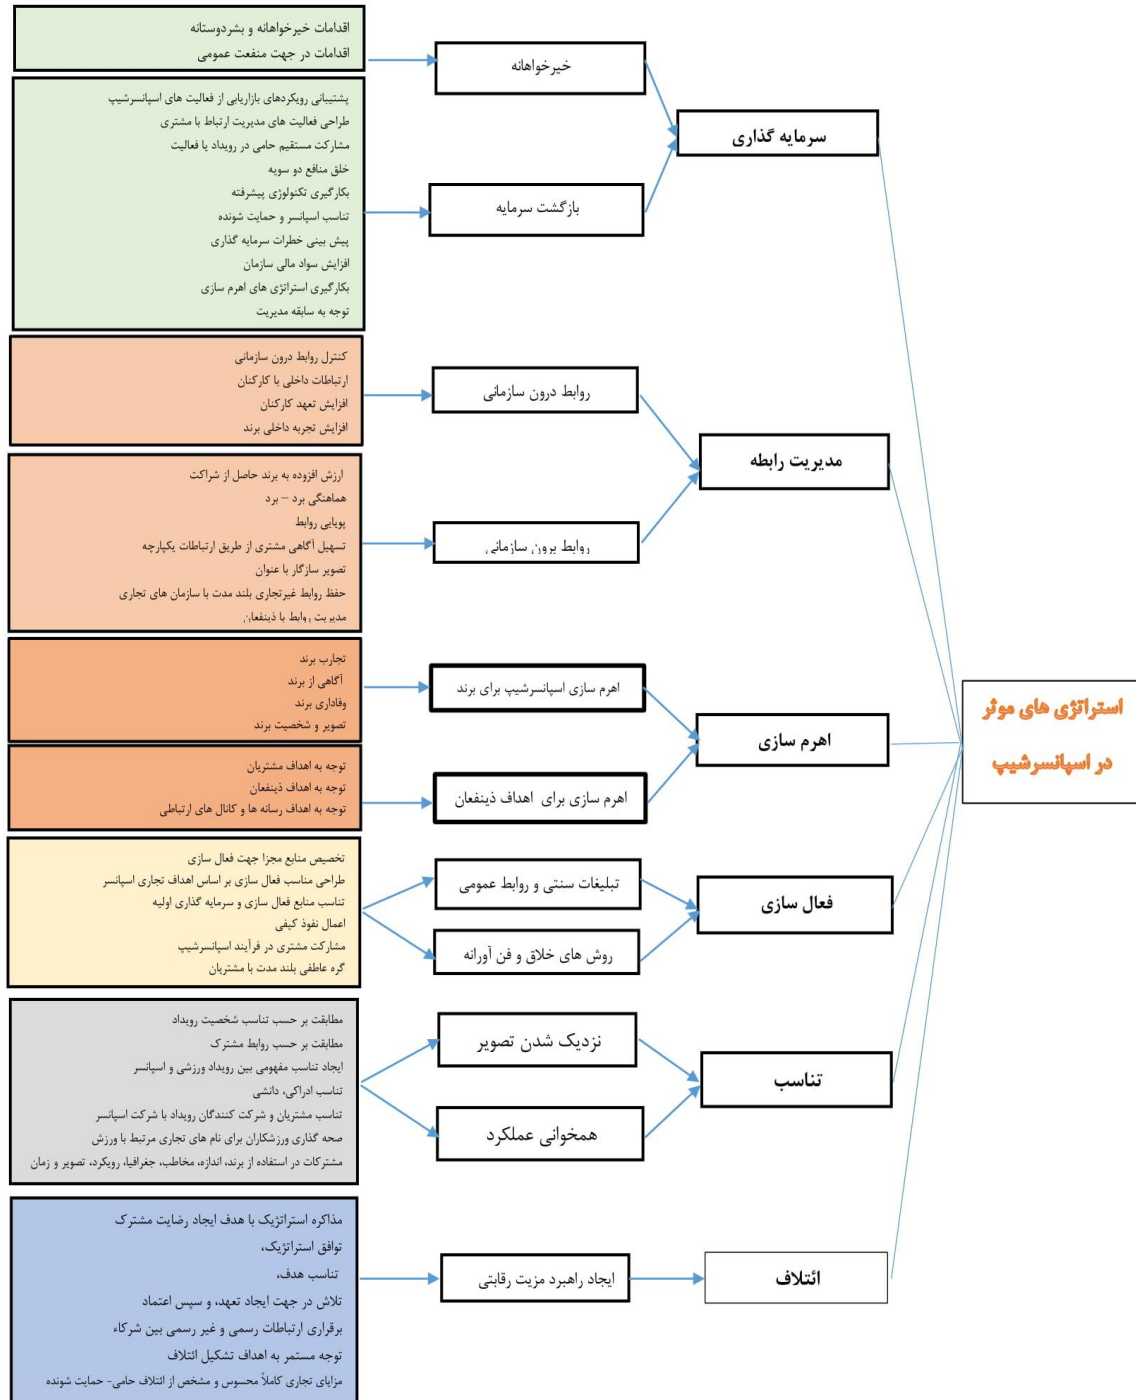 استراتژی های موثر
در اسپانسرشیپ
سرمایه گذاری
خیرخواهانه
اقدامات خیرخواهانه و بشردوستانه
اقدامات در جهت منفعت عمومی
بازگشت سرمایه
پشتیبانی رویکردهای بازاریابی از فعالیت های اسپانسرشیپ
طراحی فعالیت های مدیریت ارتباط با مشتری
مشارکت مستقیم حامی در رویداد یا فعالیت
خلق منافع دو سویه
بکارگیری تکنولوژی پیشرفته
تناسب اسپانسر و حمایت شونده
پیش بینی خطرات سرمایه گذاری
افزایش سواد مالی سازمان
بکارگیری استراتژی های اهرم سازی
توجه به سابقه مدیریت
مدیریت رابطه
روابط درون سازمانی
کنترل روابط درون سازمانی
ارتباطات داخلی با کارکنان
افزایش تعهد کارکنان
افزایش تجربه داخلی برند
روابط برون سازمانی
ارزش افزوده به برند حاصل از شراکت
هماهنگی برد – برد
پویایی روابط
تسهیل آگاهی مشتری از طریق ارتباطات یکپارچه
تصویر سازگار با عنوان
حفظ روابط غیرتجاری بلند مدت با سازمان های تجاری
مدیریت روابط با ذینفعان
اهرم سازی
اهرم سازی اسپانسرشیپ برای برند
تجارب برند
آگاهی از برند
وفاداری برند
تصویر و شخصیت برند
اهرم سازی برای اهداف ذینفعان
توجه به اهداف مشتریان
توجه به اهداف ذینفعان
توجه به اهداف رسانه ها و کانال های ارتباطی
فعال سازی
تبلیغات سنتی و روابط عمومی
روش های خلاق و فن آورانه
تخصیص منابع مجزا جهت فعال سازی
طراحی مناسب فعال سازی بر اساس اهداف تجاری اسپانسر
تناسب منابع فعال سازی و سرمایه گذاری اولیه
اعمال نفوذ کیفی
مشارکت مشتری در فرآیند اسپانسرشیپ
گره عاطفی بلند مدت با مشتریان
تناسب
نزدیک شدن تصویر
همخوانی عملکرد
مطابقت بر حسب تناسب شخصیت رویداد
مطابقت بر حسب روابط مشترک
ایجاد تناسب مفهومی بین رویداد ورزشی و اسپانسر
تناسب ادراکی، دانشی
تناسب مشتریان و شرکت کنندگان رویداد با شرکت اسپانسر
صحه گذاری ورزشکاران برای نام های تجاری مرتبط با ورزش
مشترکات در استفاده از برند، اندازه، مخاطب، جغرافیا، رویکرد، تصویر و زمان
ائتلاف
ایجاد راهبرد مزیت رقابتی
مذاکره استراتژیک با هدف ایجاد رضایت مشترک
توافق استراتژیک،
تناسب هدف،
تلاش در جهت ایجاد تعهد، و سپس اعتماد
برقراری ارتباطات رسمی و غیر رسمی بین شرکاء
توجه مستمر به اهداف تشکیل ائتلاف
مزایای تجاری کاملاً محسوس و مشخص از ائتلاف حامی- حمایت شونده